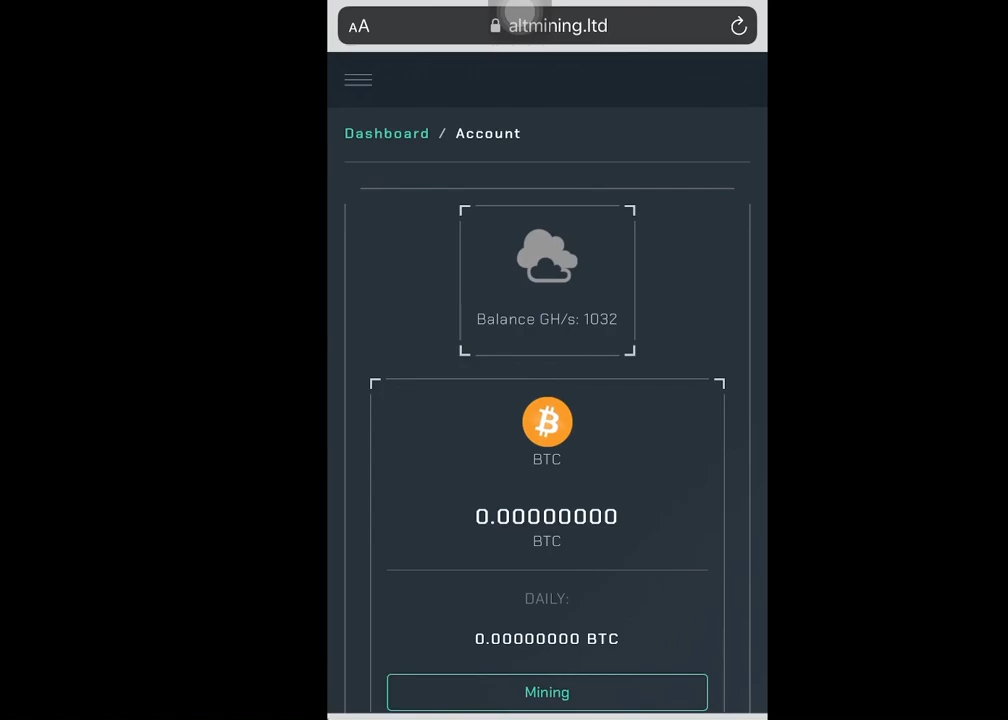 AA altmining.ltd
Dashboard / Account
Balance GH/s: 1032
BTC
0.00000000
BTC
DAILY:
0.00000000 BTC
Mining